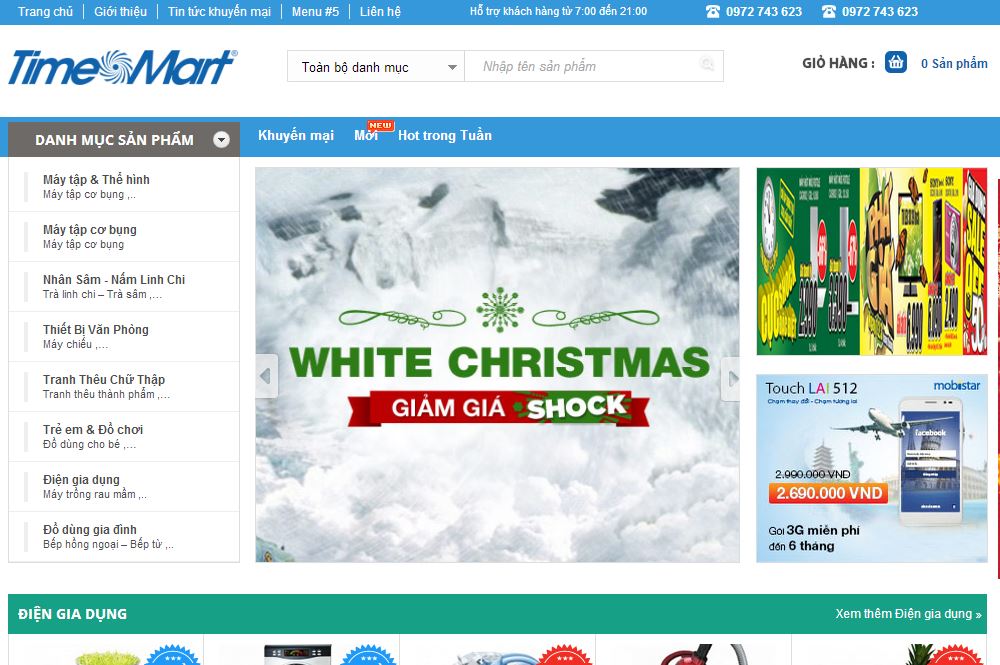 Trang chủ
Giới thiệu
Tin tức khuyến mại
Menu #5
Liên hệ
Hỗ trợ khách hàng từ 7:00 đến 21:00
0972 743 623
0972 743 623
Time Mart®
Toàn bộ danh mục
Nhập tên sản phẩm
GIỎ HÀNG :
0 Sản phẩm
DANH MỤC SẢN PHẨM
Khuyến mại
Mới
NEW
Hot trong Tuần
Máy tập & Thể hình
Máy tập cơ bụng ,..
Máy tập cơ bụng
Máy tập cơ bụng
Nhân Sâm - Nấm Linh Chi
Trà linh chi – Trà sâm ,...
Thiết Bị Văn Phòng
Máy chiếu ,...
Tranh Thêu Chữ Thập
Tranh thêu thành phẩm ,...
Trẻ em & Đồ chơi
Đồ dùng cho bé ,...
Điện gia dụng
Máy trồng rau mầm ,..
Đồ dùng gia đình
Bếp hồng ngoại – Bếp từ ,..
WHITE CHRISTMAS
GIẢM GIÁ SHOCK
Touch LAI 512
mobiistar
Chạm thay đổi - Chạm tương lai
facebook
2.990.000 VND
2.690.000 VND
Gói 3G miễn phí
đến 6 tháng
ĐIỆN GIA DỤNG
Xem thêm Điện gia dụng »